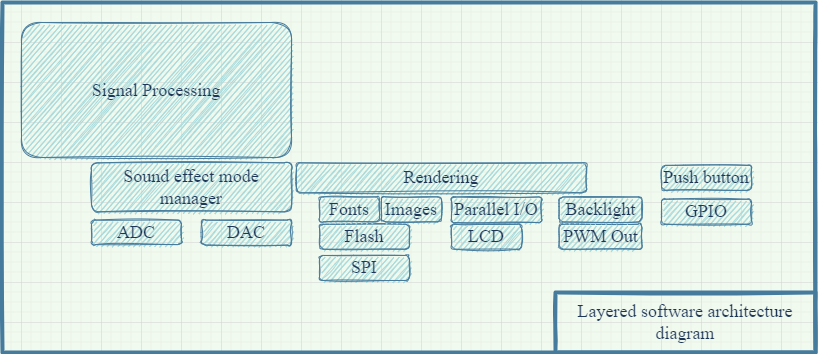 Signal Processing
Sound effect mode
manager
Rendering
Push button
Fonts
Images
Parallel I/O
Backlight
GPIO
ADC
DAC
Flash
LCD
PWM Out
SPI
Layered software architecture
diagram